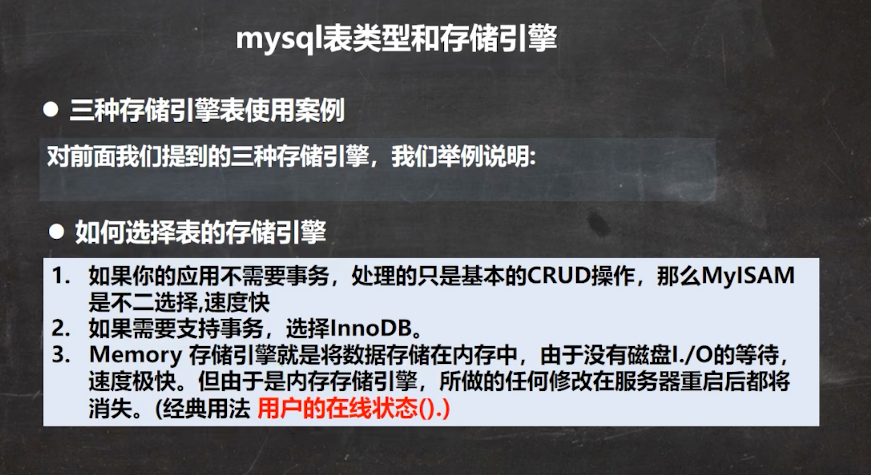 mysql表类型和存储引擎
● 三种存储引擎表使用案例
对前面我们提到的三种存储引擎，我们举例说明:
● 如何选择表的存储引擎
1. 如果你的应用不需要事务，处理的只是基本的CRUD操作，那么MyISAM
是不二选择,速度快
2. 如果需要支持事务，选择InnoDB。
3. Memory 存储引擎就是将数据存储在内存中，由于没有磁盘I./O的等待，
速度极快。但由于是内存存储引擎，所做的任何修改在服务器重启后都将
消失。(经典用法 用户的在线状态().)